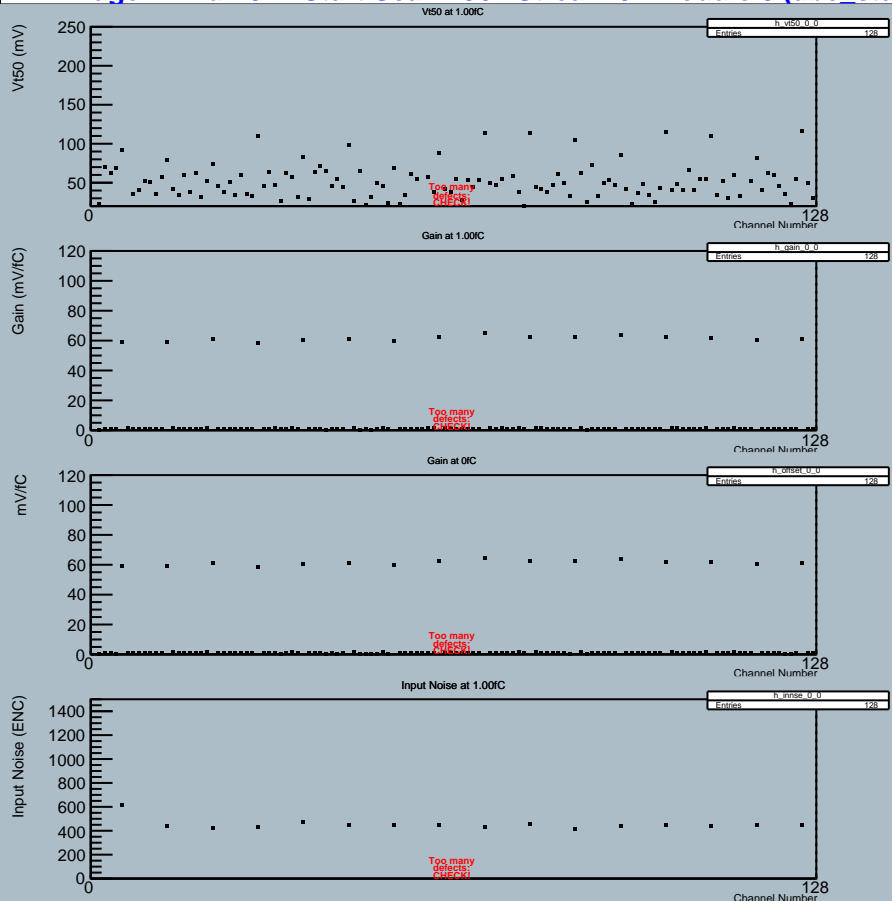 Vt50 at 1.00fC
h_vt50_0_0
Entries 128
Vt50 (mV)
250
200
150
100
50
Too many
defects:
CHECK!
0
128
Channel Number
Gain at 1.00fC
h_gain_0_0
Entries 128
Gain (mV/fC)
120
100
80
60
40
20
0
Too many
defects:
CHECK!
0
128
Channel Number
Gain at 0fC
h_offset_0_0
Entries 128
mV/fC
120
100
80
60
40
20
0
Too many
defects:
CHECK!
0
128
Channel Number
Input Noise at 1.00fC
h_innse_0_0
Entries 128
Input Noise (ENC)
1400
1200
1000
800
600
400
200
0
Too many
defects:
CHECK!
0
128
Channel Number